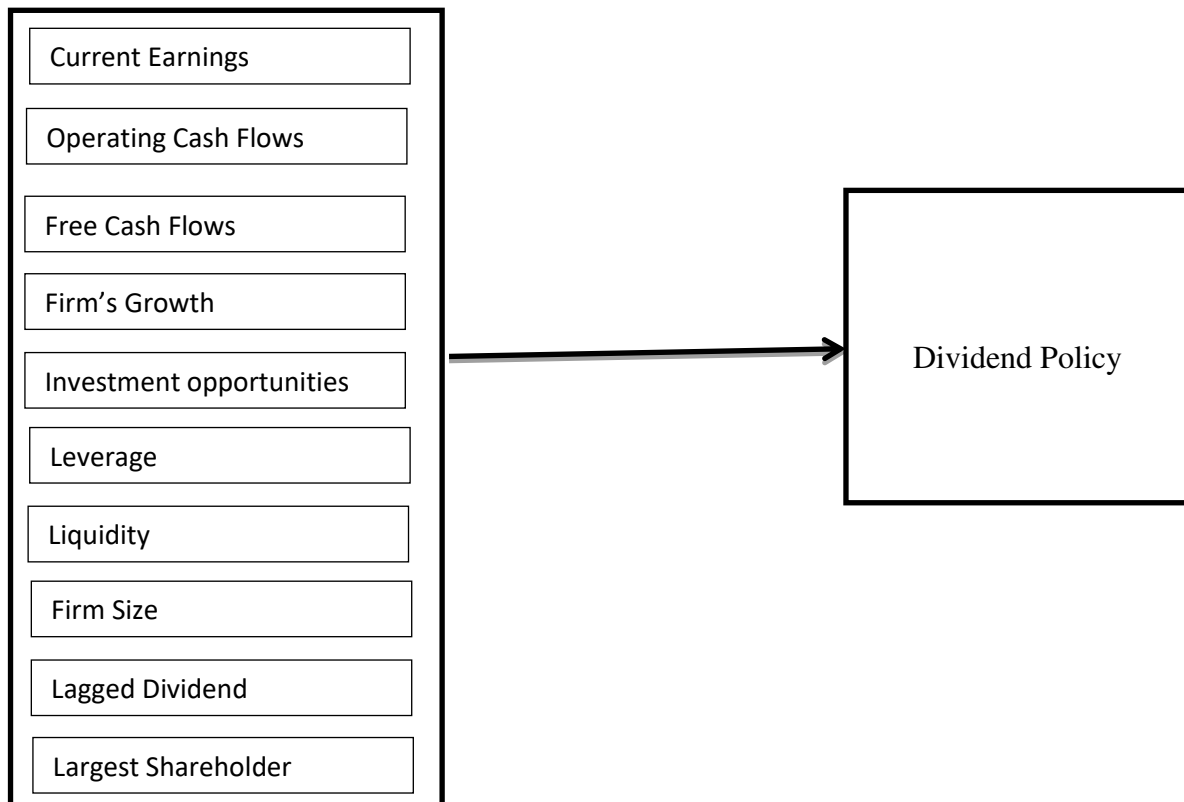 Current Earnings
Operating Cash Flows
Free Cash Flows
Firm’s Growth
Investment opportunities
Leverage
Liquidity
Firm Size
Lagged Dividend
Largest Shareholder
Dividend Policy